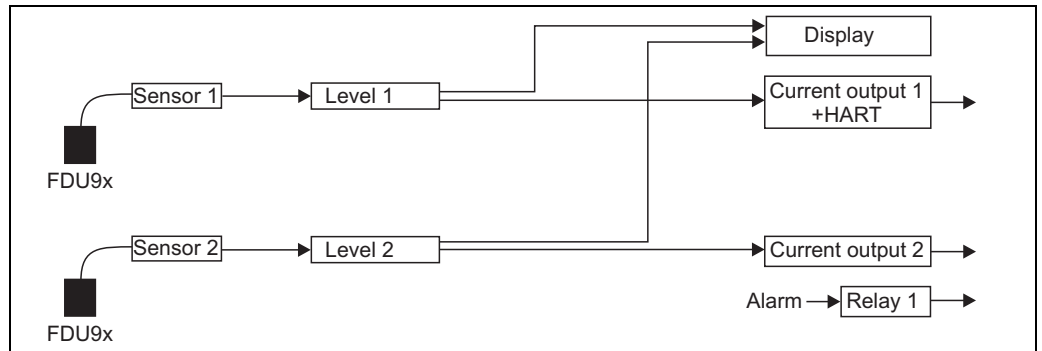 Display
Sensor 1
Level 1
Current output 1
+HART
FDU9x
Sensor 2
Level 2
Current output 2
Alarm
Relay 1
FDU9x